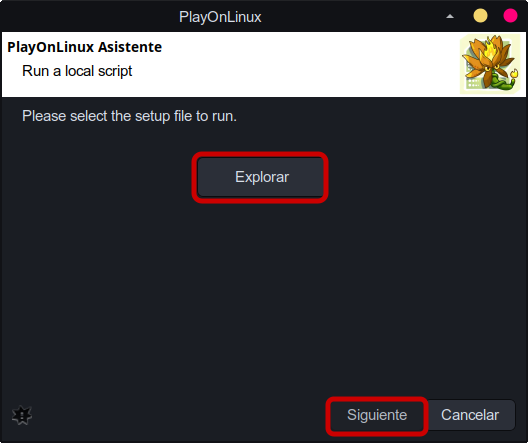 PlayOnLinux
PlayOnLinux Asistente
Run a local script
Please select the setup file to run.
Explorar
Siguiente
Cancelar